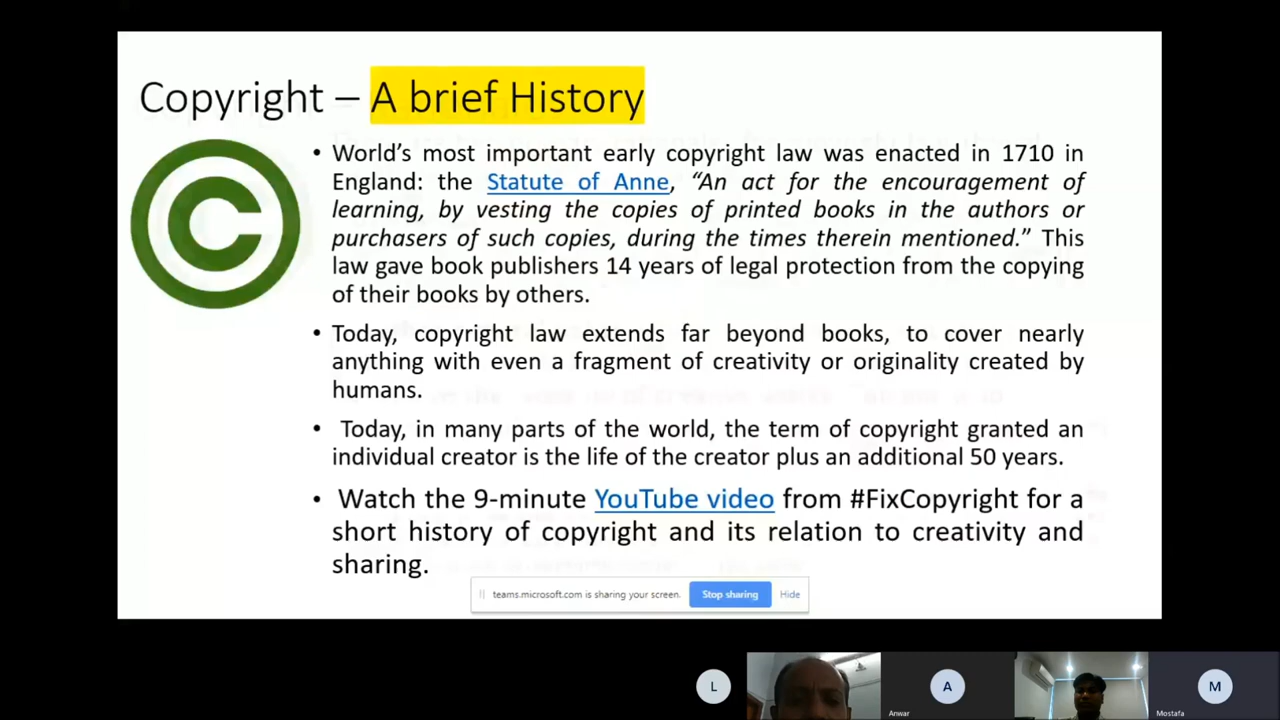 Copyright – A brief History
• World's most important early copyright law was enacted in 1710 in
England: the Statute of Anne, “An act for the encouragement of
learning, by vesting the copies of printed books in the authors or
purchasers of such copies, during the times therein mentioned.” This
law gave book publishers 14 years of legal protection from the copying
of their books by others.
• Today, copyright law extends far beyond books, to cover nearly
anything with even a fragment of creativity or originality created by
humans.
• Today, in many parts of the world, the term of copyright granted an
individual creator is the life of the creator plus an additional 50 years.
• Watch the 9-minute YouTube video from #FixCopyright for a
short history of copyright and its relation to creativity and
sharing.
teams.microsoft.com is sharing your screen. Stop sharing Hide
L
A
M
Anwar
Mostafa